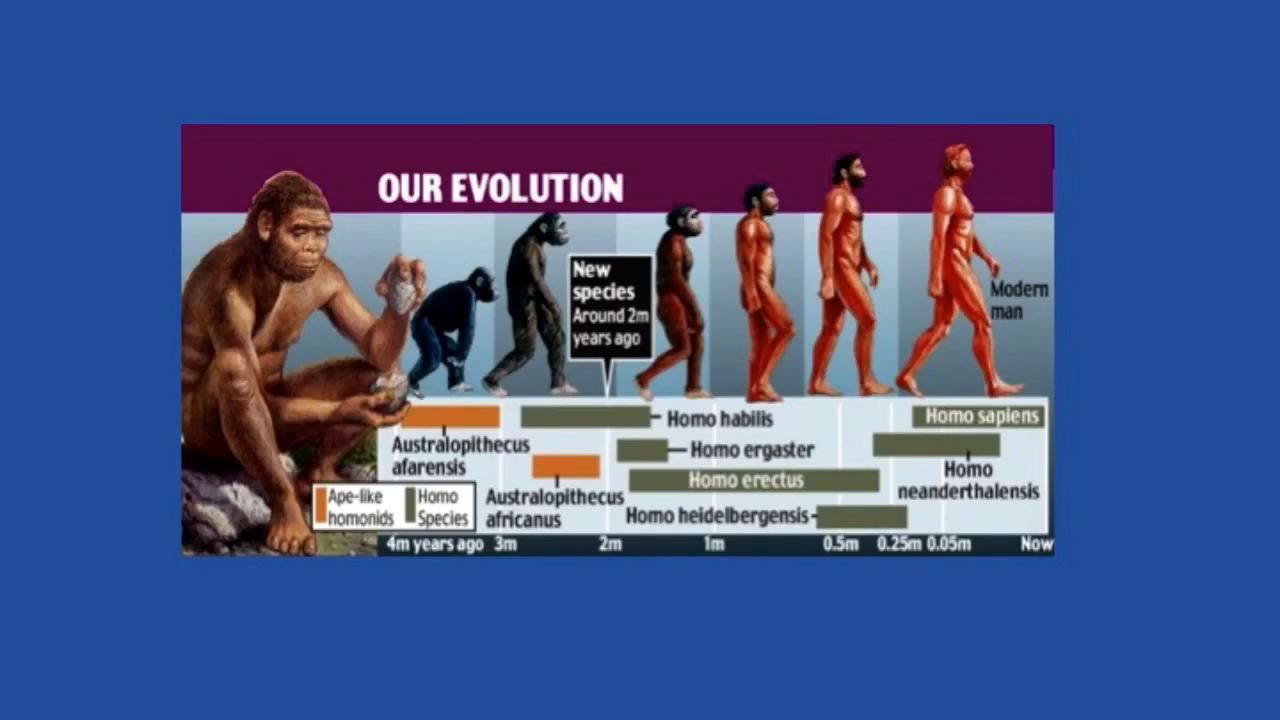 OUR EVOLUTION
New
species
Around 2m
years ago
Modern
man
Homo habilis
Homo sapiens
Australopithecus
afarensis
Homo ergaster
Homo erectus
Homo
neanderthalensis
Australopithecus
africanus
Homo heidelbergensis
Ape-like
homonids
Homo
Species
4m years ago 3m 2m 1m 0.5m 0.25m 0.05m Now